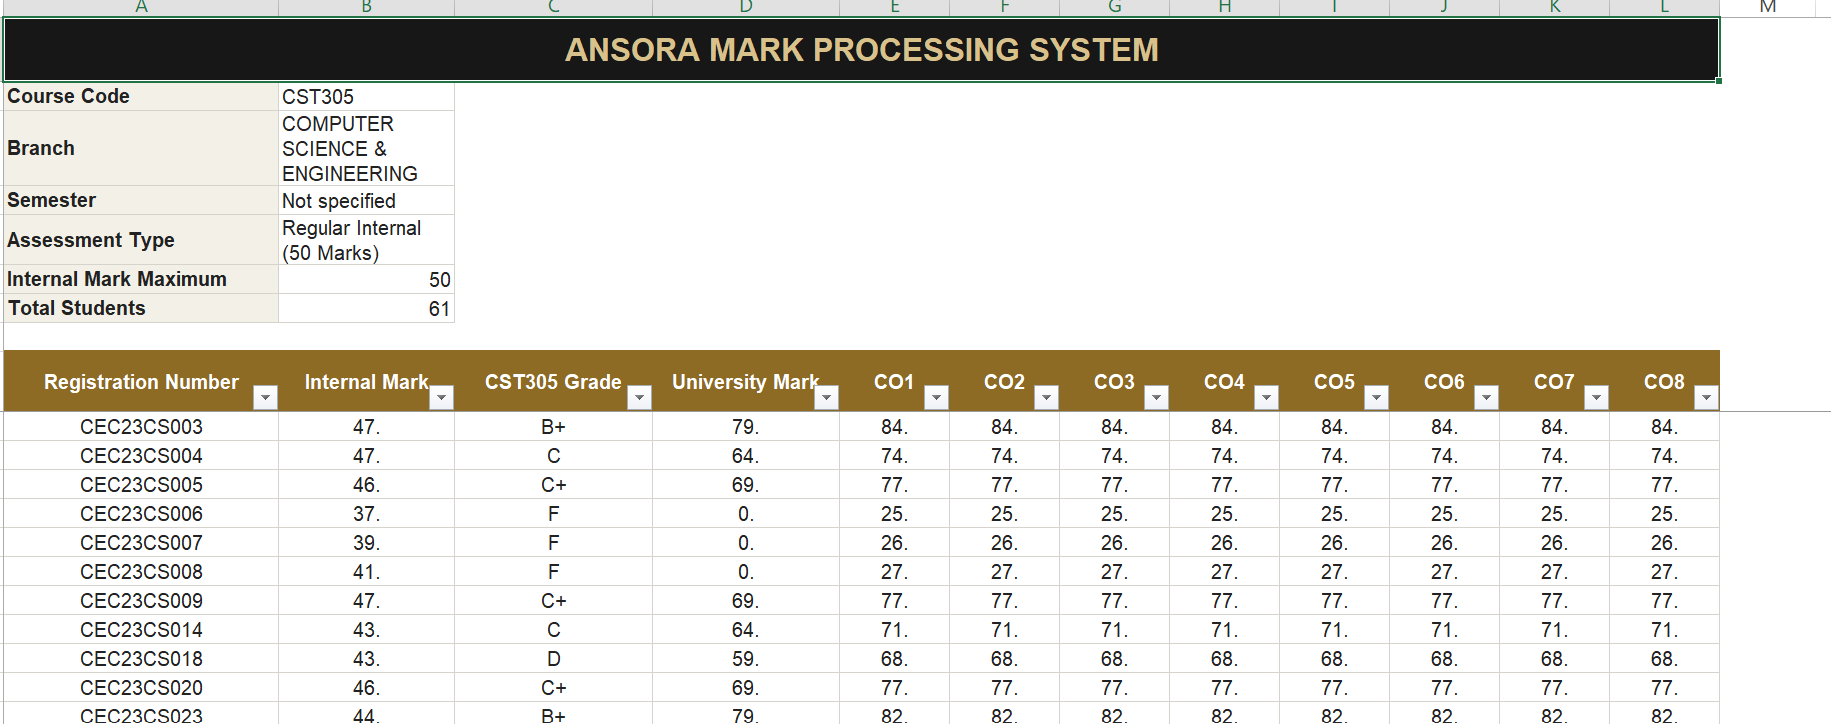 A B C D E F G H I J K L M
ANSORA MARK PROCESSING SYSTEM
Course Code CST305
Branch COMPUTER
SCIENCE &
ENGINEERING
Semester Not specified
Assessment Type Regular Internal
(50 Marks)
Internal Mark Maximum 50
Total Students 61
Registration Number Internal Mark CST305 Grade University Mark CO1 CO2 CO3 CO4 CO5 CO6 CO7 CO8
CEC23CS003 47. B+ 79. 84. 84. 84. 84. 84. 84. 84. 84.
CEC23CS004 47. C 64. 74. 74. 74. 74. 74. 74. 74. 74.
CEC23CS005 46. C+ 69. 77. 77. 77. 77. 77. 77. 77. 77.
CEC23CS006 37. F 0. 25. 25. 25. 25. 25. 25. 25. 25.
CEC23CS007 39. F 0. 26. 26. 26. 26. 26. 26. 26. 26.
CEC23CS008 41. F 0. 27. 27. 27. 27. 27. 27. 27. 27.
CEC23CS009 47. C+ 69. 77. 77. 77. 77. 77. 77. 77. 77.
CEC23CS014 43. C 64. 71. 71. 71. 71. 71. 71. 71. 71.
CEC23CS018 43. D 59. 68. 68. 68. 68. 68. 68. 68. 68.
CEC23CS020 46. C+ 69. 77. 77. 77. 77. 77. 77. 77. 77.
CEC23CS023 44. B+ 79. 82. 82. 82. 82. 82. 82. 82. 82.